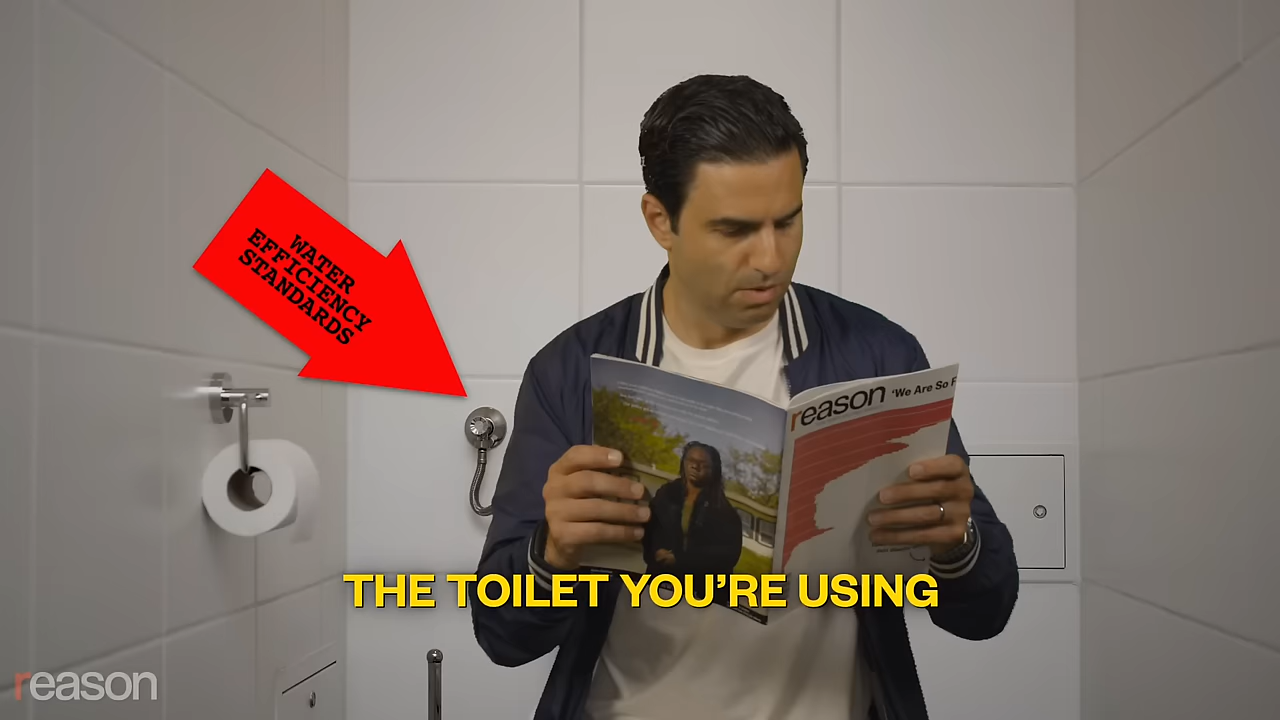 WATER
EFFICIENCY
STANDARDS
reason 'We Are So F
THE TOILET YOU'RE USING
reason